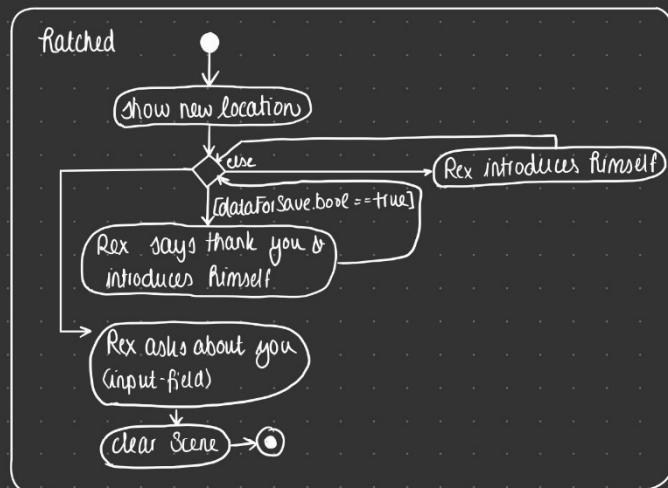 Ratched
show new location
else
Rex introduces himself
[dataForSave.bool == true]
Rex says thank you &
introduces himself
Rex asks about you
(input-field)
clear Scene